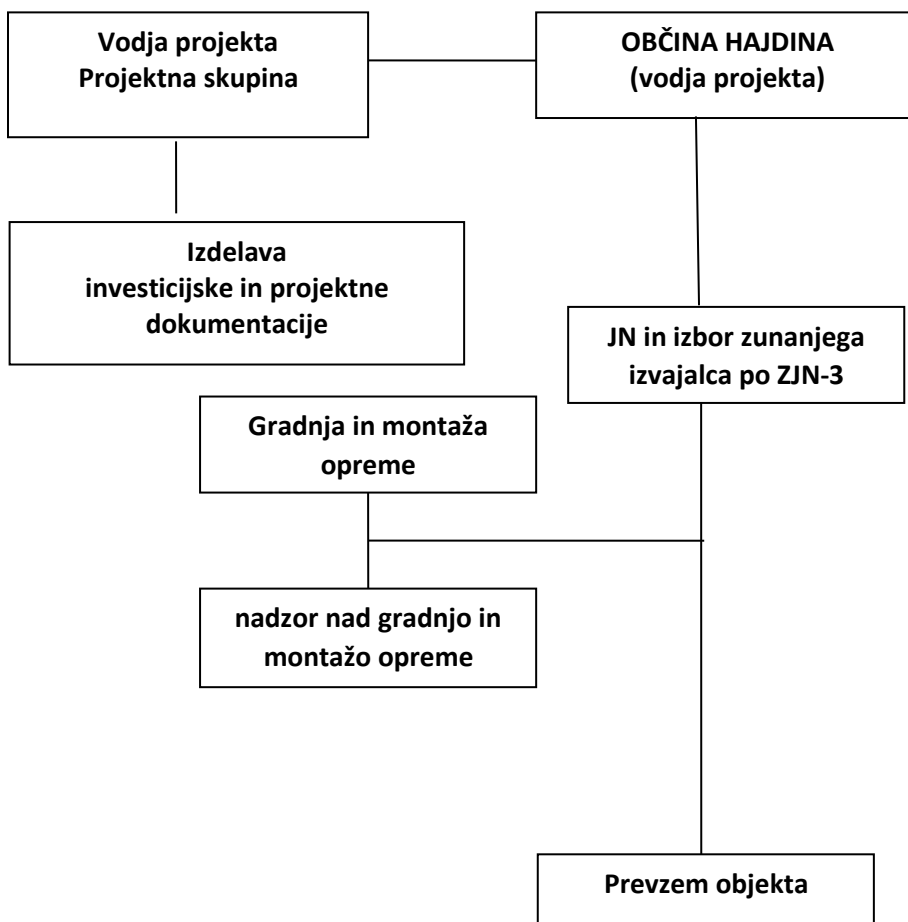 Vodja projekta
Projektna skupina
OBČINA HAJDINA
(vodja projekta)
Izdelava
investicijske in projektne
dokumentacije
JN in izbor zunanjega
izvajalca po ZJN-3
Gradnja in montaža
opreme
nadzor nad gradnjo in
montažo opreme
Prevzem objekta